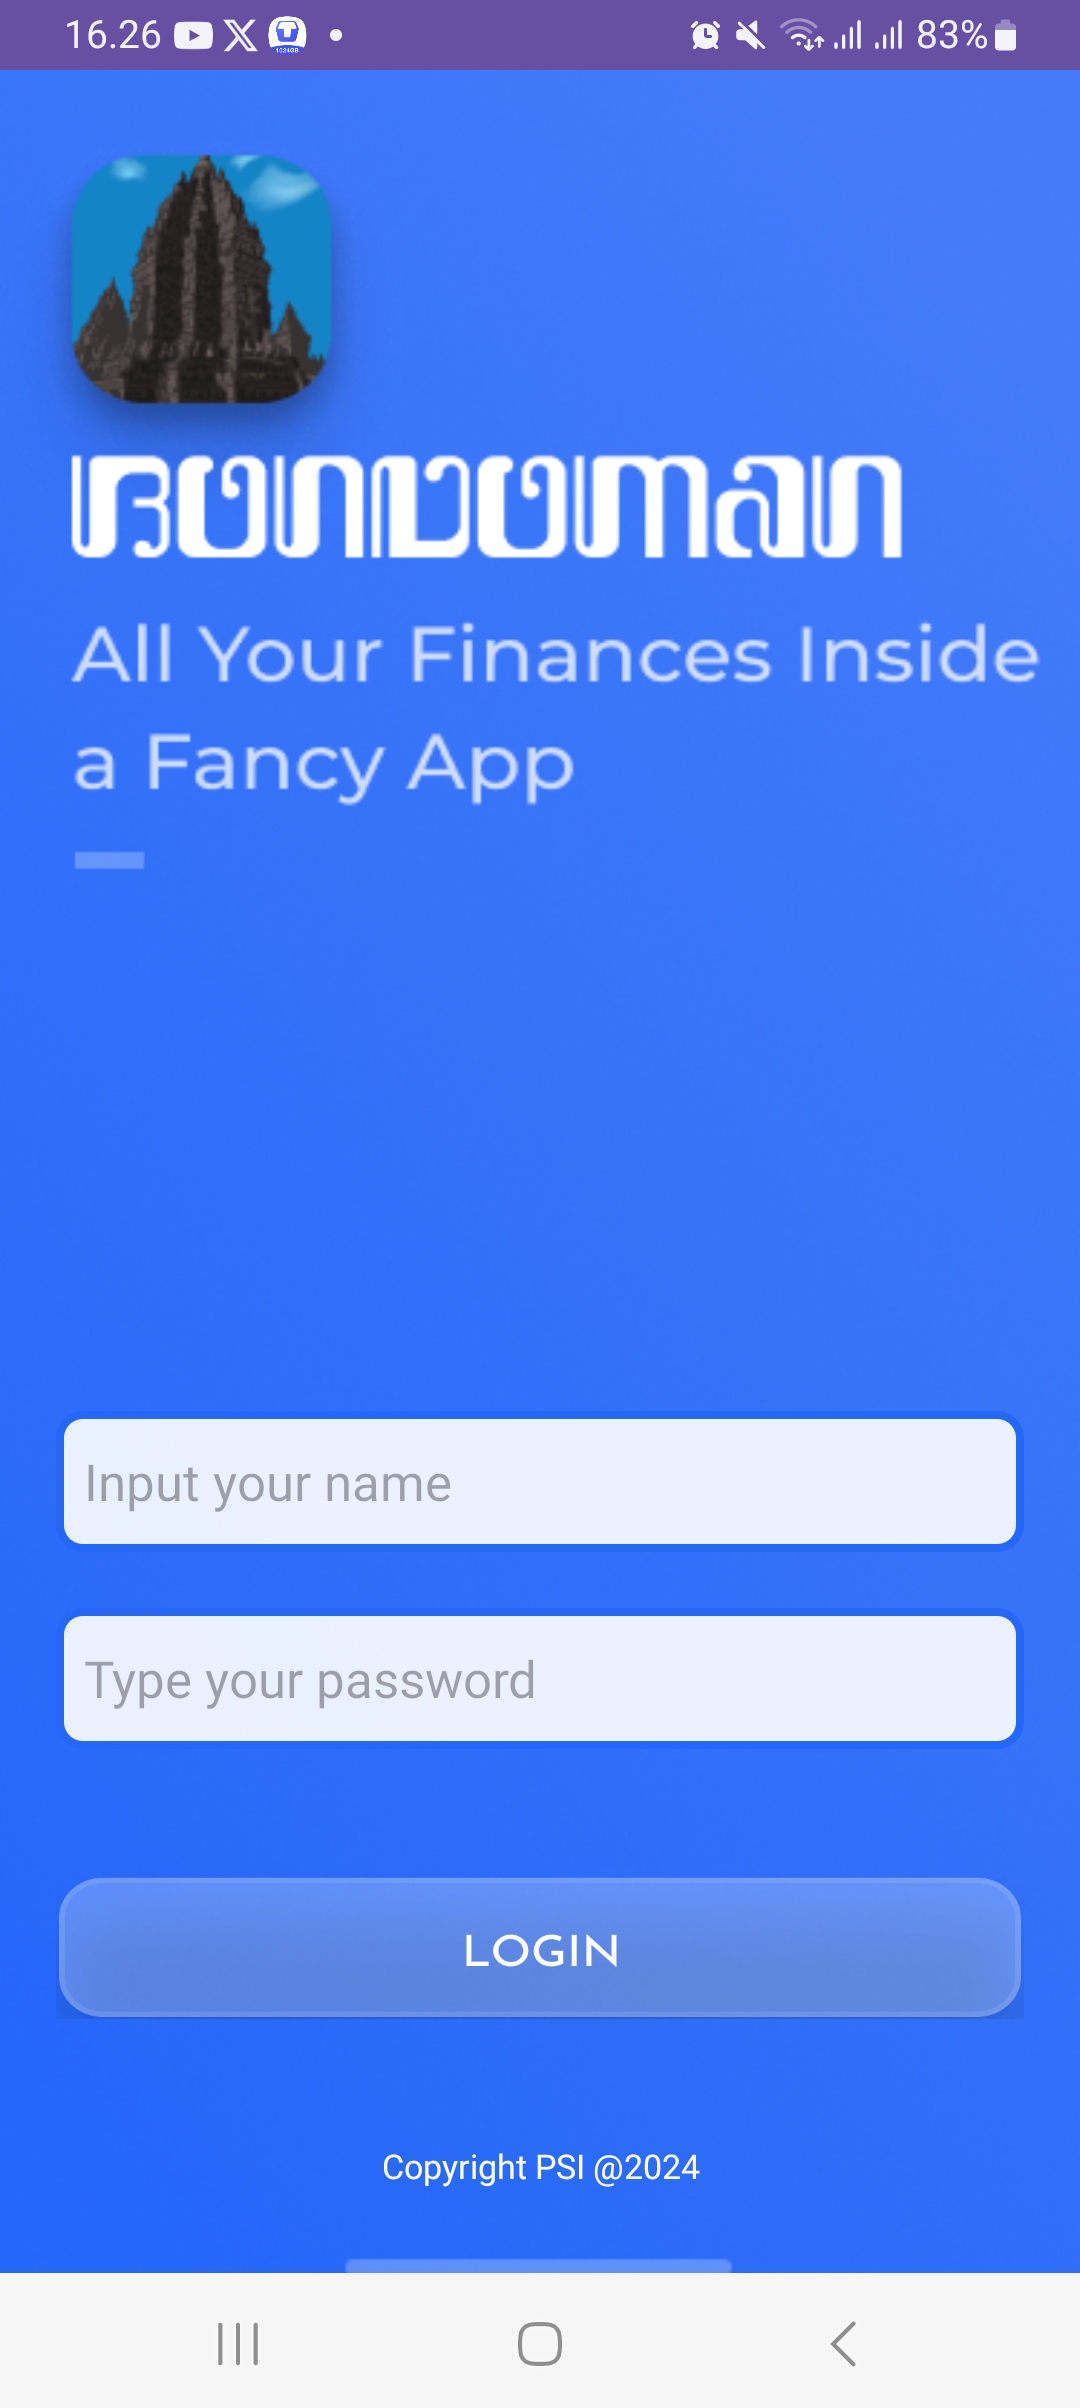 16.26
83%
BONDOMAN
All Your Finances Inside
a Fancy App
Input your name
Type your password
LOGIN
Copyright PSI @2024